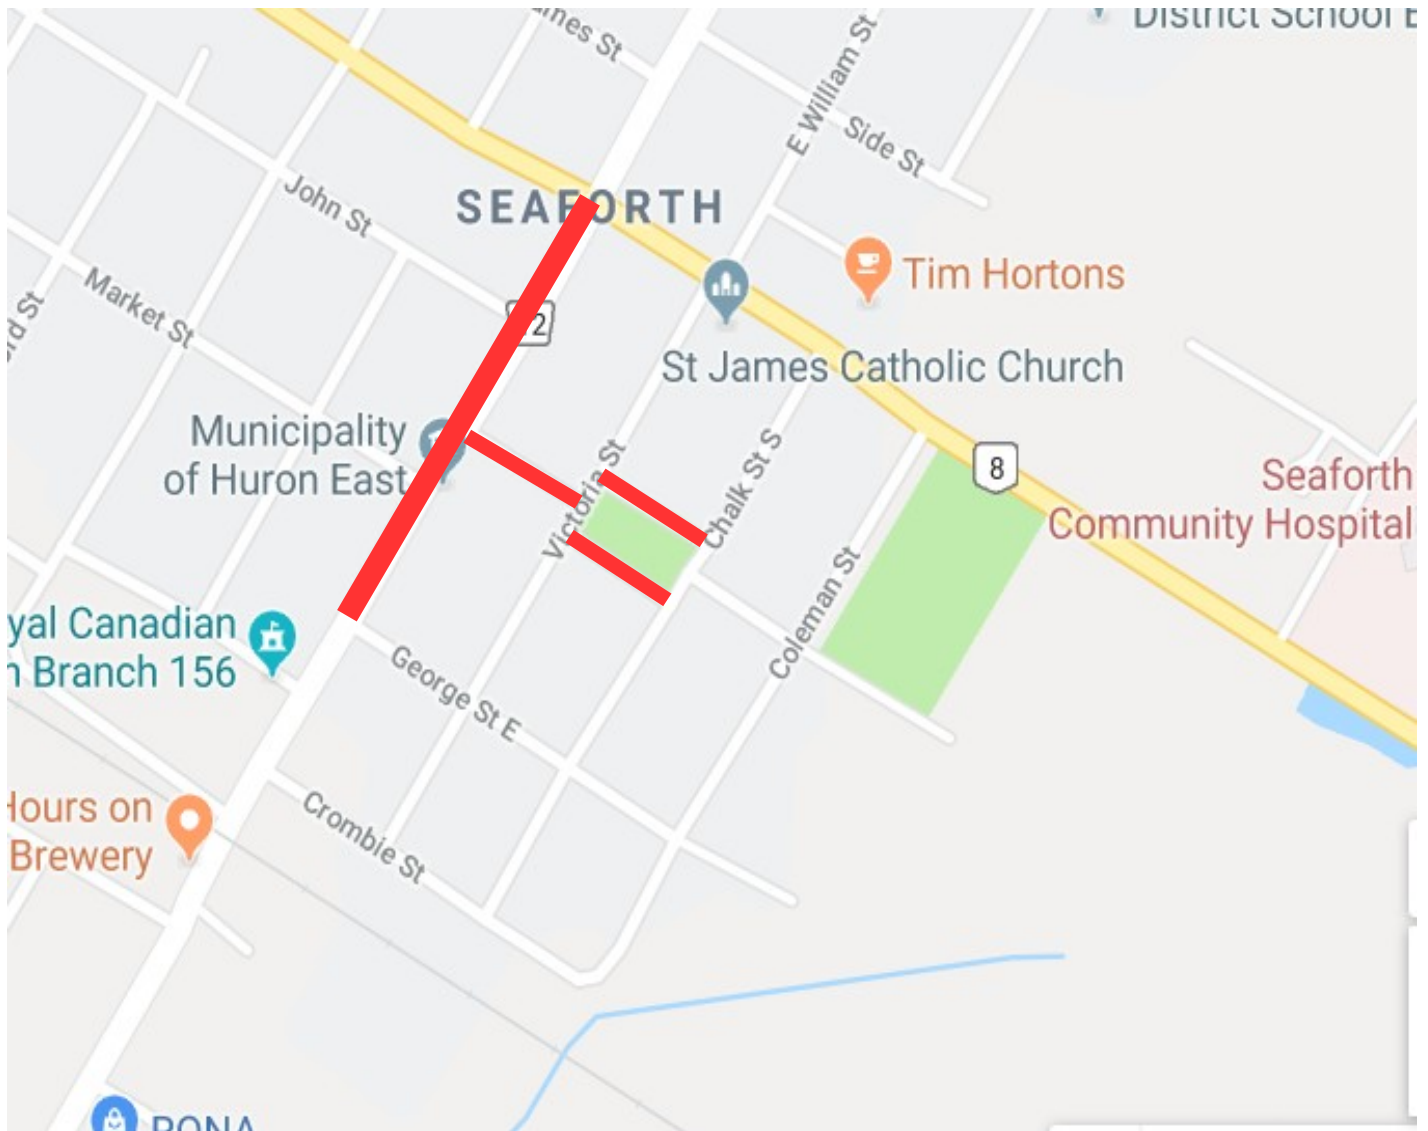 District School
Side St
E William St
John St
SEAFORTH
Tim Hortons
Market St
St James Catholic Church
Municipality
of Huron East
Victoria St
Chalk St S
8
Seaforth
Community Hospital
Coleman St
yal Canadian
Branch 156
George St E
Hours on
Brewery
Crombie St
RONA